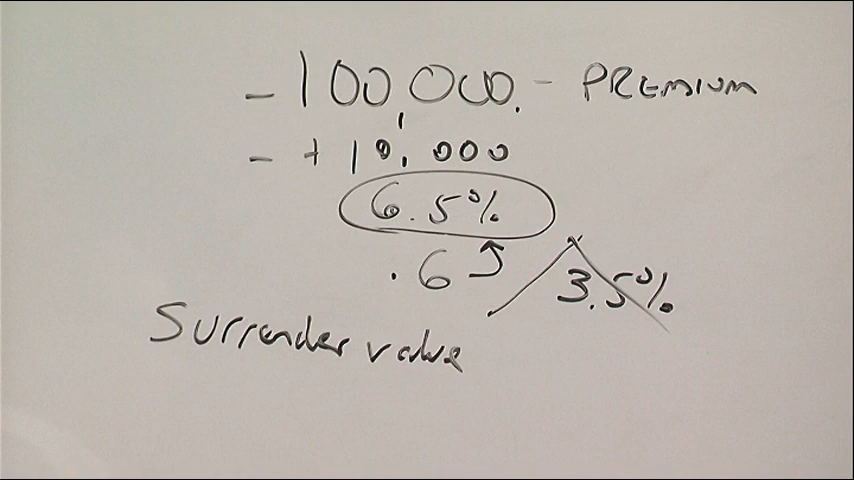 - 100,000. - PREMIUM
- + 10,000
6.5%
.6
3.5%
Surrender value